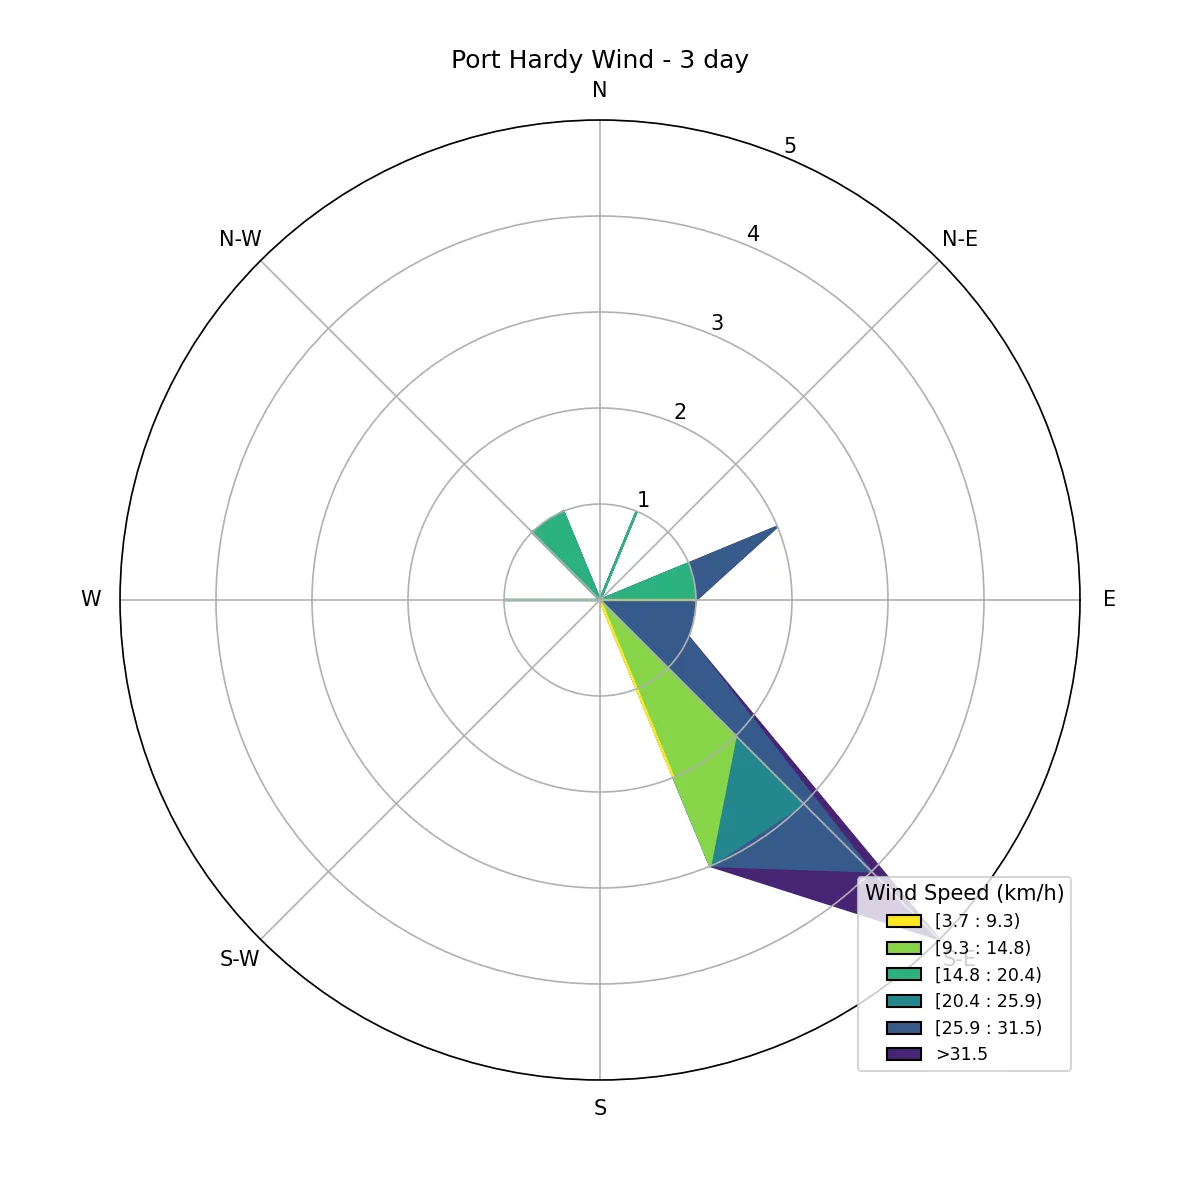 Port Hardy Wind - 3 day
N
5
N-W
N-E
4
3
2
1
W
E
Wind Speed (km/h)
[3.7 : 9.3)
[9.3 : 14.8)
S-W
S-E
[14.8 : 20.4)
[20.4 : 25.9)
[25.9 : 31.5)
>31.5
S